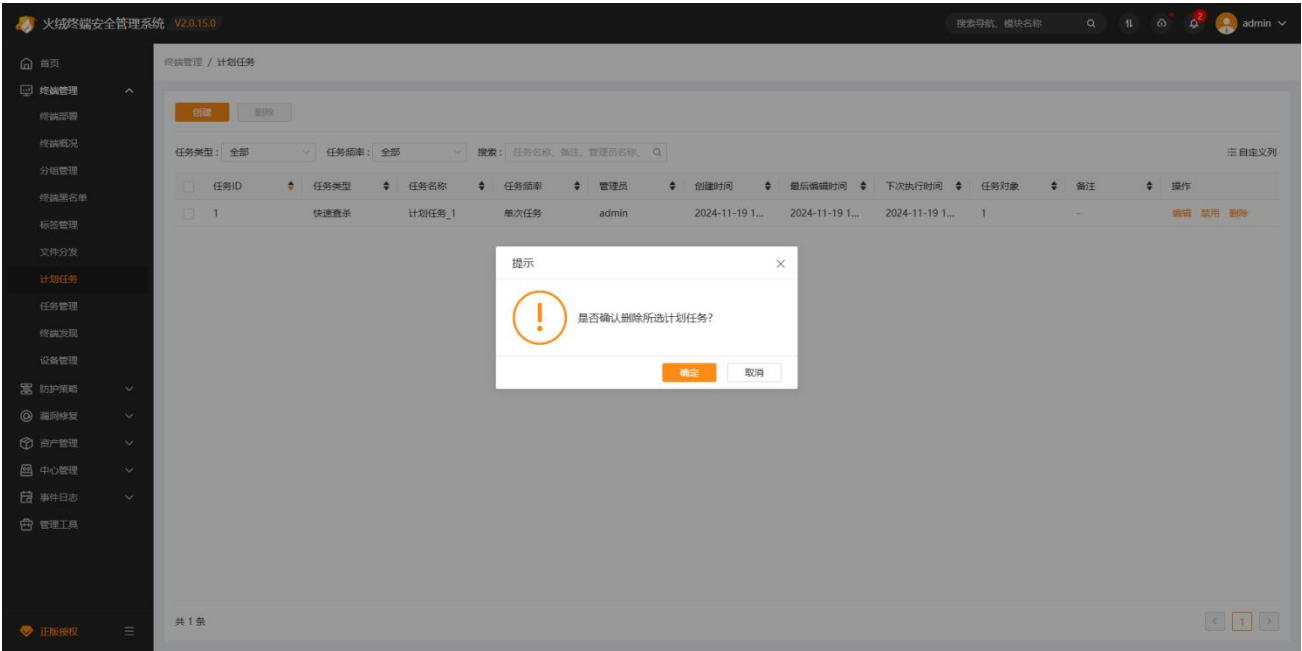 火绒终端安全管理系统 V2.0.15.0 搜索导航、模块名称 2 admin
首页
终端管理
终端部署
终端概况
分组管理
终端黑名单
标签管理
文件分发
计划任务
任务管理
终端发现
设备管理
防护策略
漏洞修复
资产管理
中心管理
事件日志
管理工具
正版授权
终端管理 / 计划任务
创建 删除
任务类型: 全部 任务频率: 全部 搜索: 任务名称、备注、管理员名称、 自定义列
任务ID 任务类型 任务名称 任务频率 管理员 创建时间 最后编辑时间 下次执行时间 任务对象 备注 操作
1 快速查杀 计划任务_1 单次任务 admin 2024-11-19 1... 2024-11-19 1... 2024-11-19 1... 1 - 编辑 禁用 删除
提示
是否确认删除所选计划任务?
确定 取消
共 1 条 < 1 >